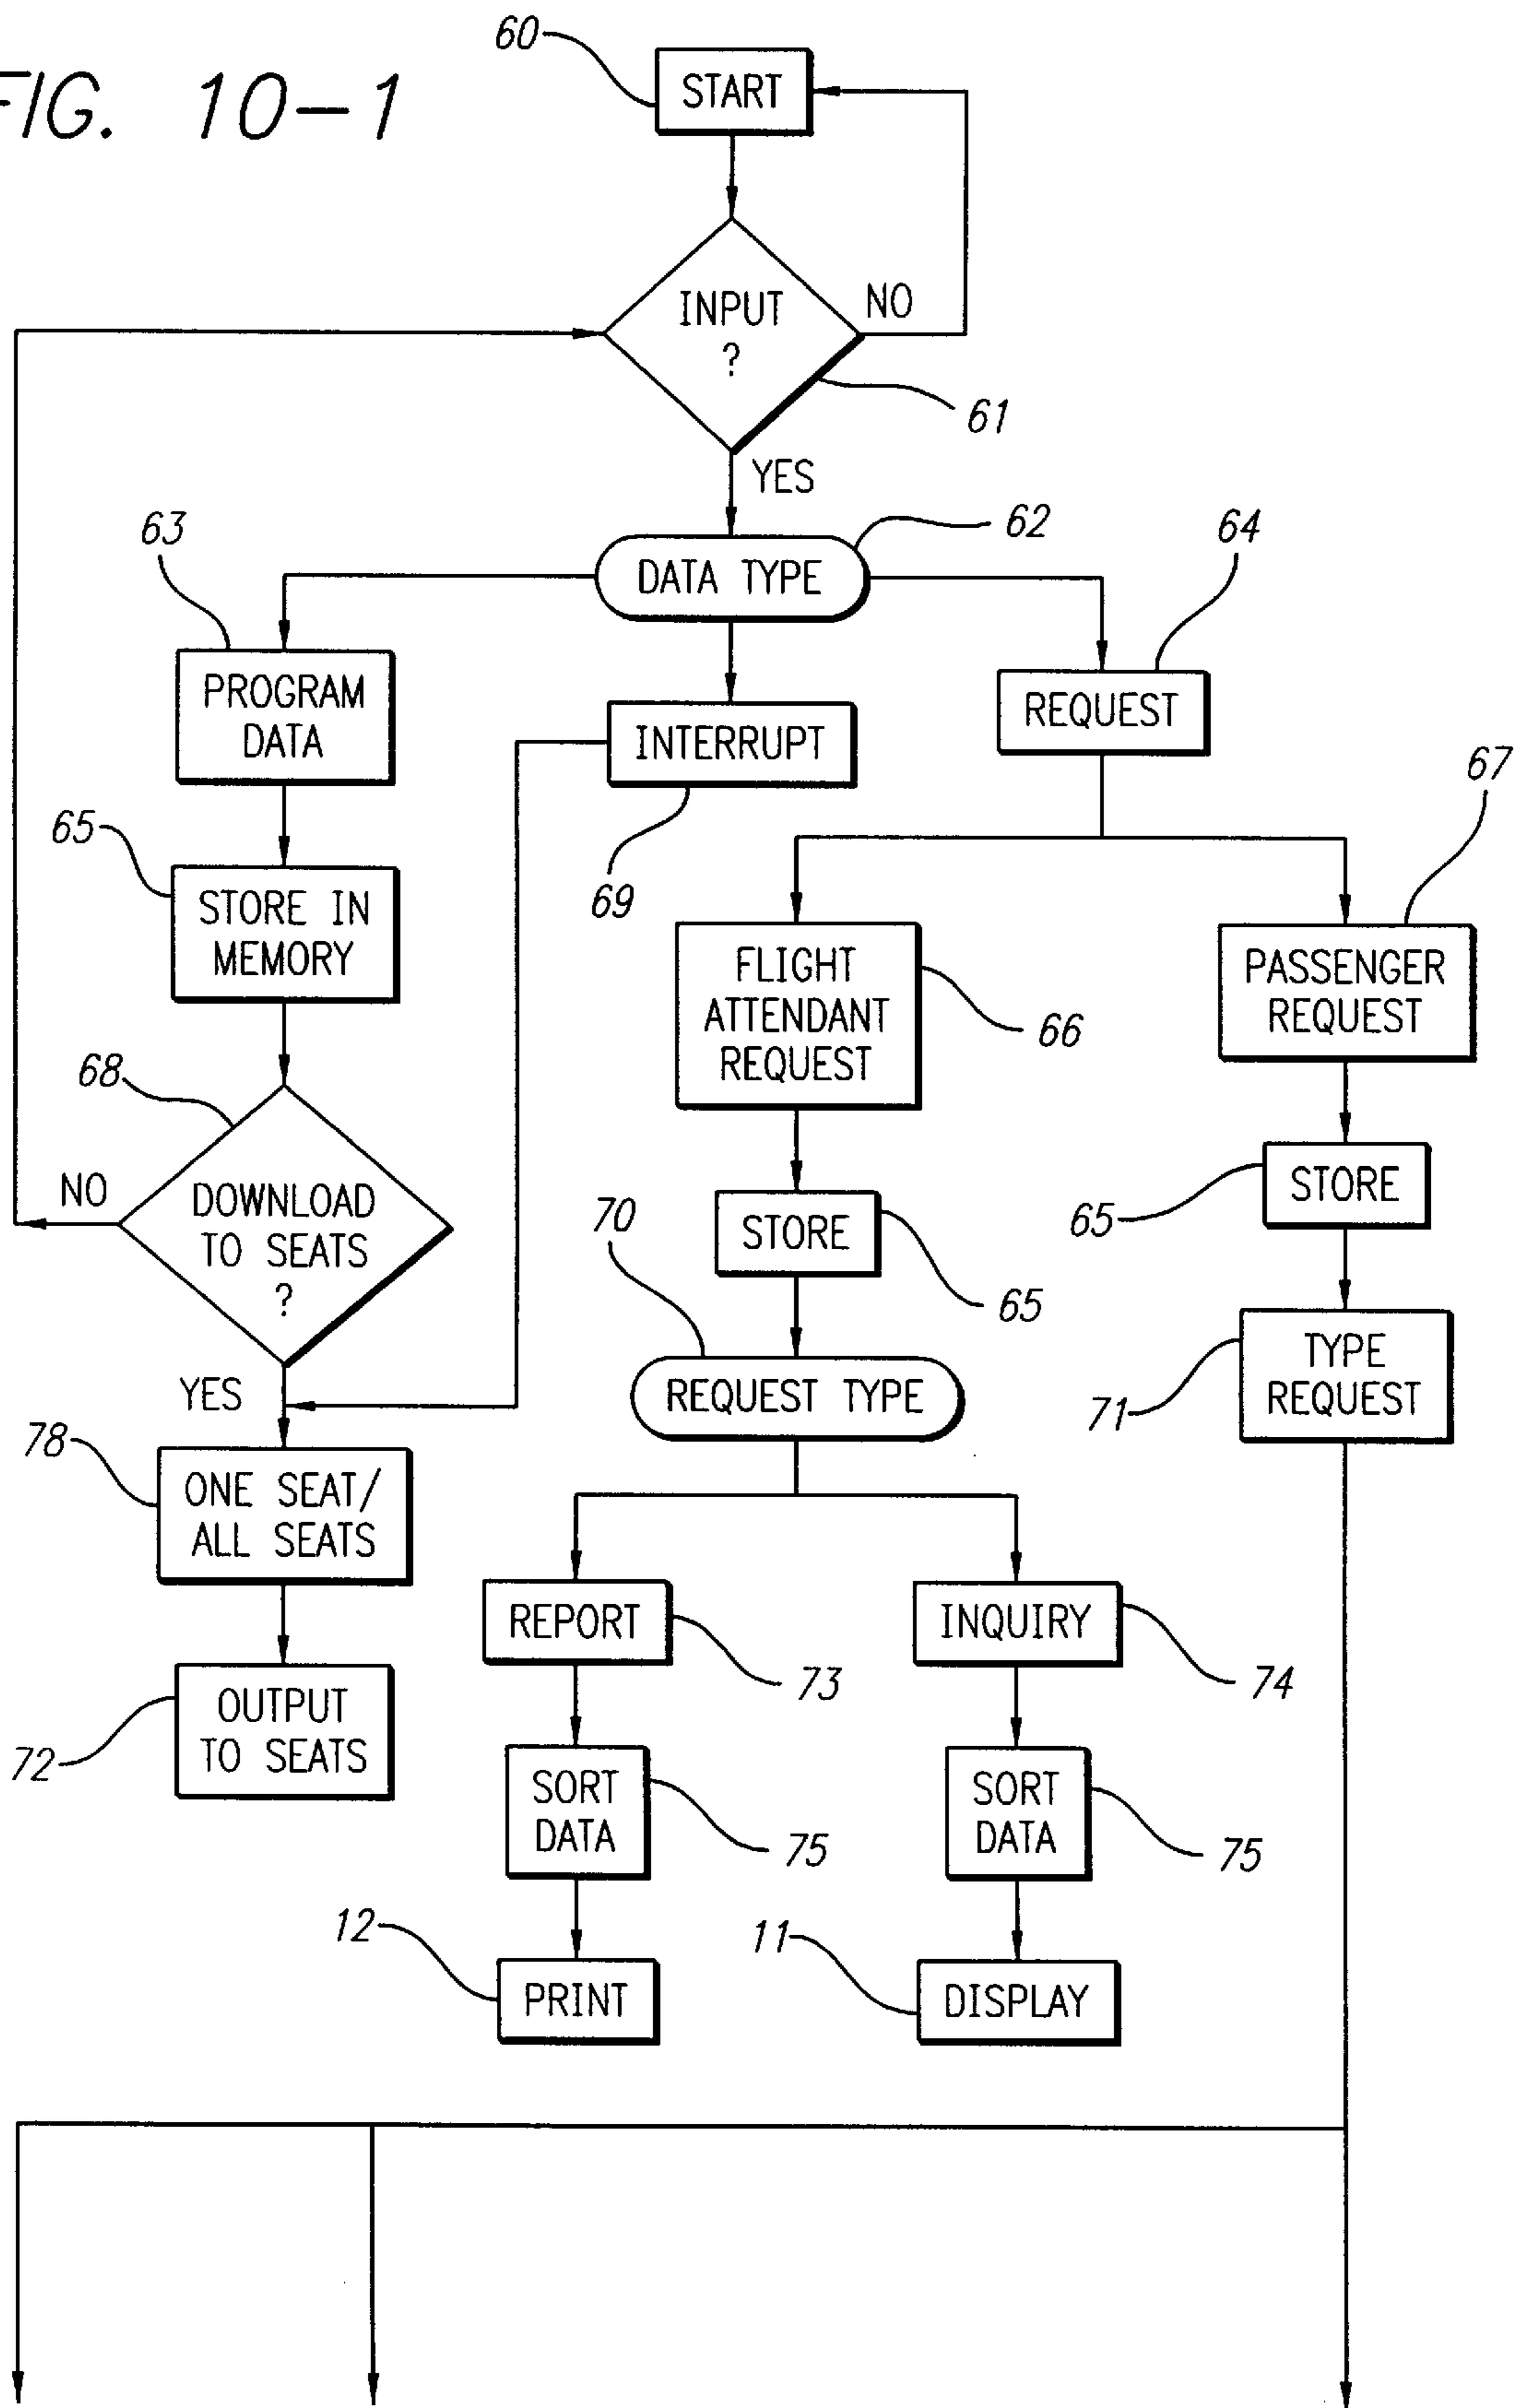 FIG. 10-1
60
START
INPUT
?
NO
61
YES
63
62
64
DATA TYPE
PROGRAM
DATA
REQUEST
INTERRUPT
67
65
69
STORE IN
MEMORY
FLIGHT
ATTENDANT
REQUEST
66
PASSENGER
REQUEST
68
NO
DOWNLOAD
TO SEATS
?
70
STORE
65
STORE
65
YES
REQUEST TYPE
TYPE
REQUEST
71
78
ONE SEAT/
ALL SEATS
REPORT
73
INQUIRY
74
72
OUTPUT
TO SEATS
SORT
DATA
75
SORT
DATA
75
12
PRINT
11
DISPLAY